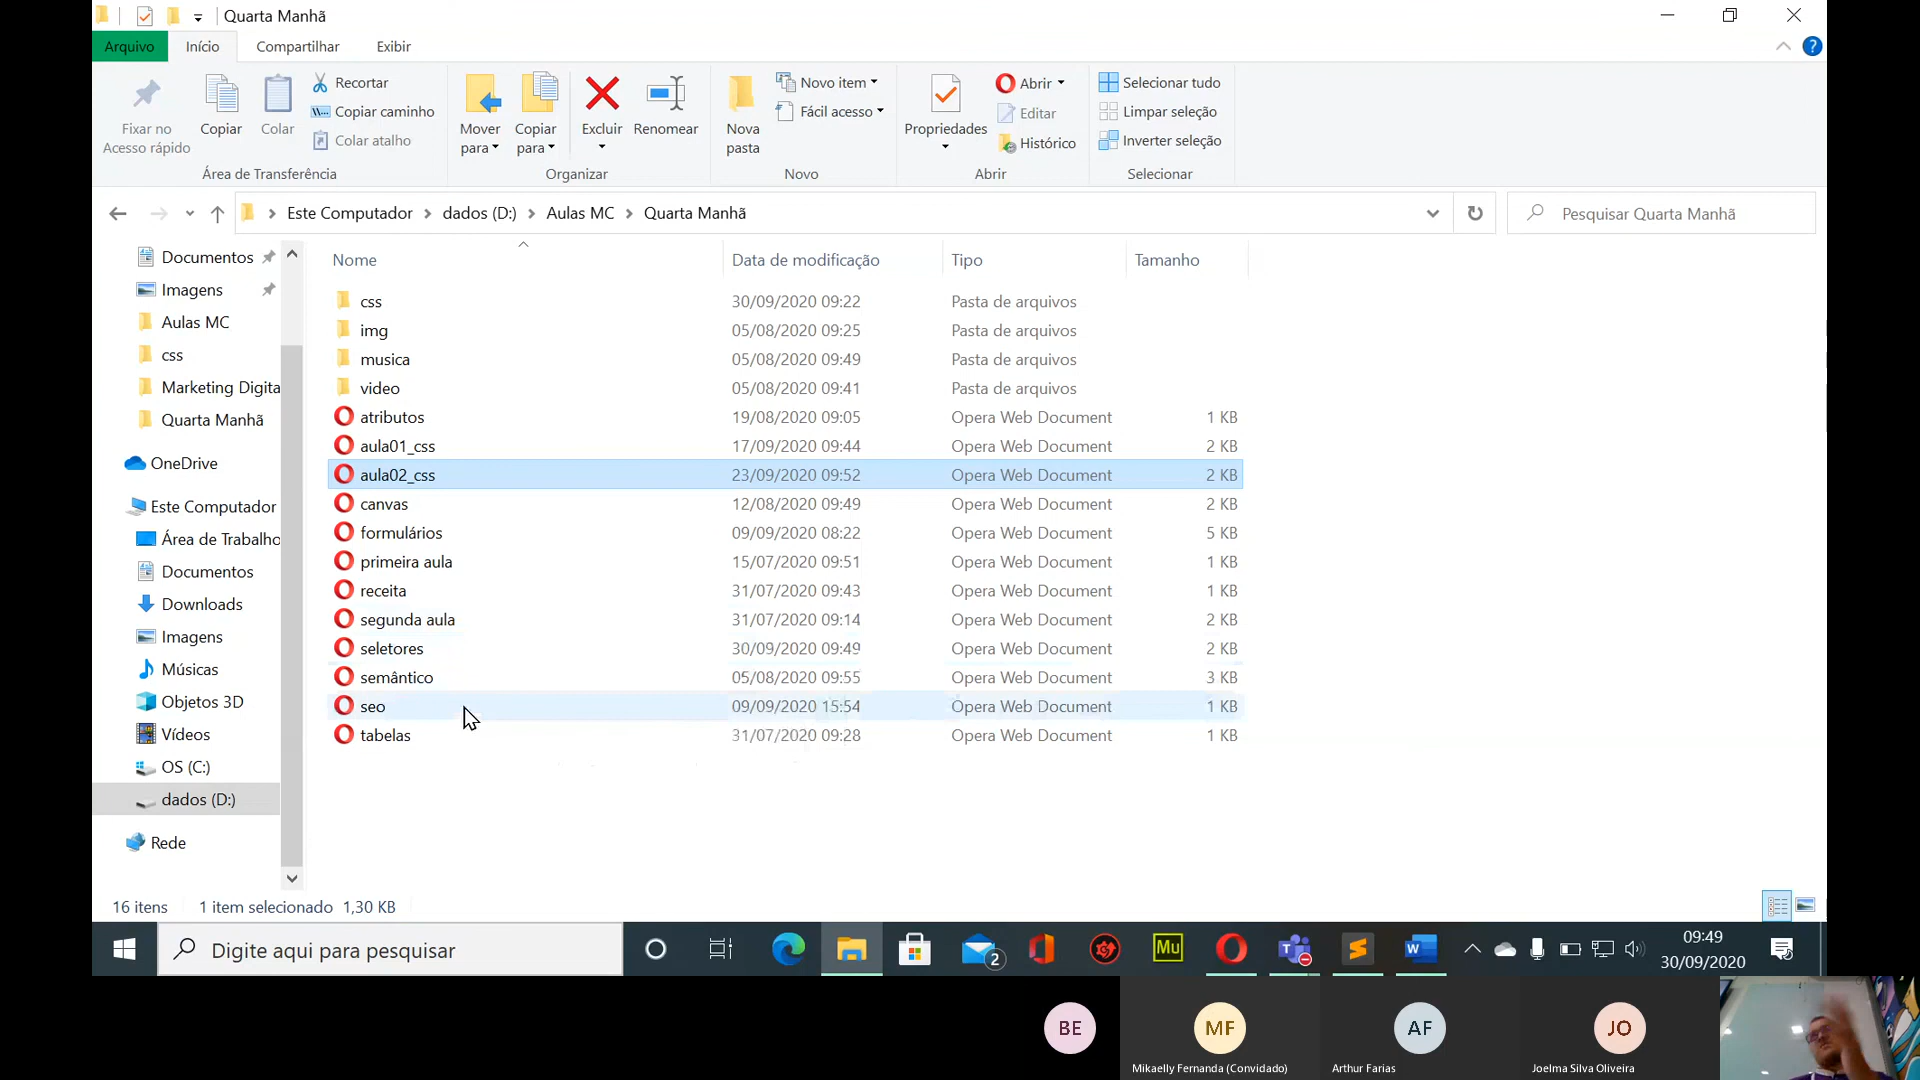 Quarta Manhã
Arquivo Início Compartilhar Exibir
Fixar no Acesso rápido
Copiar
Colar
Recortar
Copiar caminho
Colar atalho
Área de Transferência
Mover para
Copiar para
Excluir
Renomear
Organizar
Nova pasta
Novo item
Fácil acesso
Novo
Propriedades
Abrir
Editar
Histórico
Abrir
Selecionar tudo
Limpar seleção
Inverter seleção
Selecionar
Este Computador dados (D:) Aulas MC Quarta Manhã
Pesquisar Quarta Manhã
Documentos
Imagens
Aulas MC
css
Marketing Digita
Quarta Manhã
OneDrive
Este Computador
Área de Trabalho
Documentos
Downloads
Imagens
Músicas
Objetos 3D
Vídeos
OS (C:)
dados (D:)
Rede
Nome Data de modificação Tipo Tamanho
css 30/09/2020 09:22 Pasta de arquivos
img 05/08/2020 09:25 Pasta de arquivos
musica 05/08/2020 09:49 Pasta de arquivos
video 05/08/2020 09:41 Pasta de arquivos
atributos 19/08/2020 09:05 Opera Web Document 1 KB
aula01_css 17/09/2020 09:44 Opera Web Document 2 KB
aula02_css 23/09/2020 09:52 Opera Web Document 2 KB
canvas 12/08/2020 09:49 Opera Web Document 2 KB
formulários 09/09/2020 08:22 Opera Web Document 5 KB
primeira aula 15/07/2020 09:51 Opera Web Document 1 KB
receita 31/07/2020 09:43 Opera Web Document 1 KB
segunda aula 31/07/2020 09:14 Opera Web Document 2 KB
seletores 30/09/2020 09:49 Opera Web Document 2 KB
semântico 05/08/2020 09:55 Opera Web Document 3 KB
seo 09/09/2020 15:54 Opera Web Document 1 KB
tabelas 31/07/2020 09:28 Opera Web Document 1 KB
16 itens 1 item selecionado 1,30 KB
Digite aqui para pesquisar
2
Mu
T
W
09:49
30/09/2020
BE
MF
AF
JO
Mikaelly Fernanda (Convidado)
Arthur Farias
Joelma Silva Oliveira